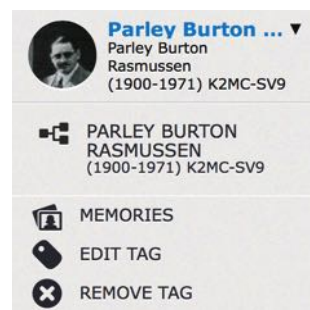 Parley Burton ... ▼
Parley Burton
Rasmussen
(1900-1971) K2MC-SV9
PARLEY BURTON
RASMUSSEN
(1900-1971) K2MC-SV9
MEMORIES
EDIT TAG
REMOVE TAG